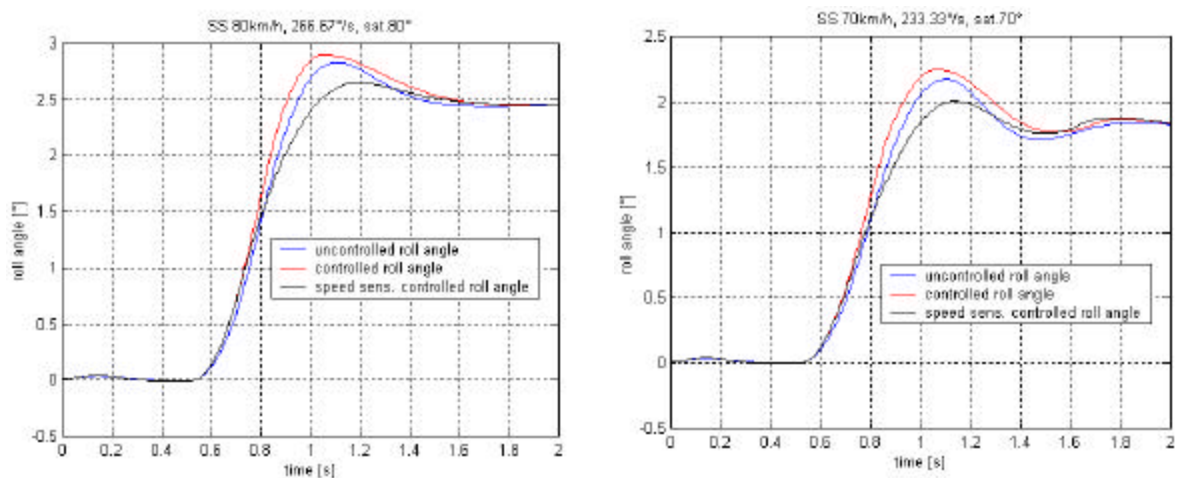 SS 80km/h, 266.67°/s, sat.80°
3
2.5
2
1.5
1
0.5
0
-0.5
roll angle [°]
uncontrolled roll angle
controlled roll angle
speed sens. controlled roll angle
0 0.2 0.4 0.6 0.8 1 1.2 1.4 1.6 1.8 2
time [s]
SS 70km/h, 233.33°/s, sat.70°
2.5
2
1.5
1
0.5
0
-0.5
roll angle [°]
uncontrolled roll angle
controlled roll angle
speed sens. controlled roll angle
0 0.2 0.4 0.6 0.8 1 1.2 1.4 1.6 1.8 2
time [s]